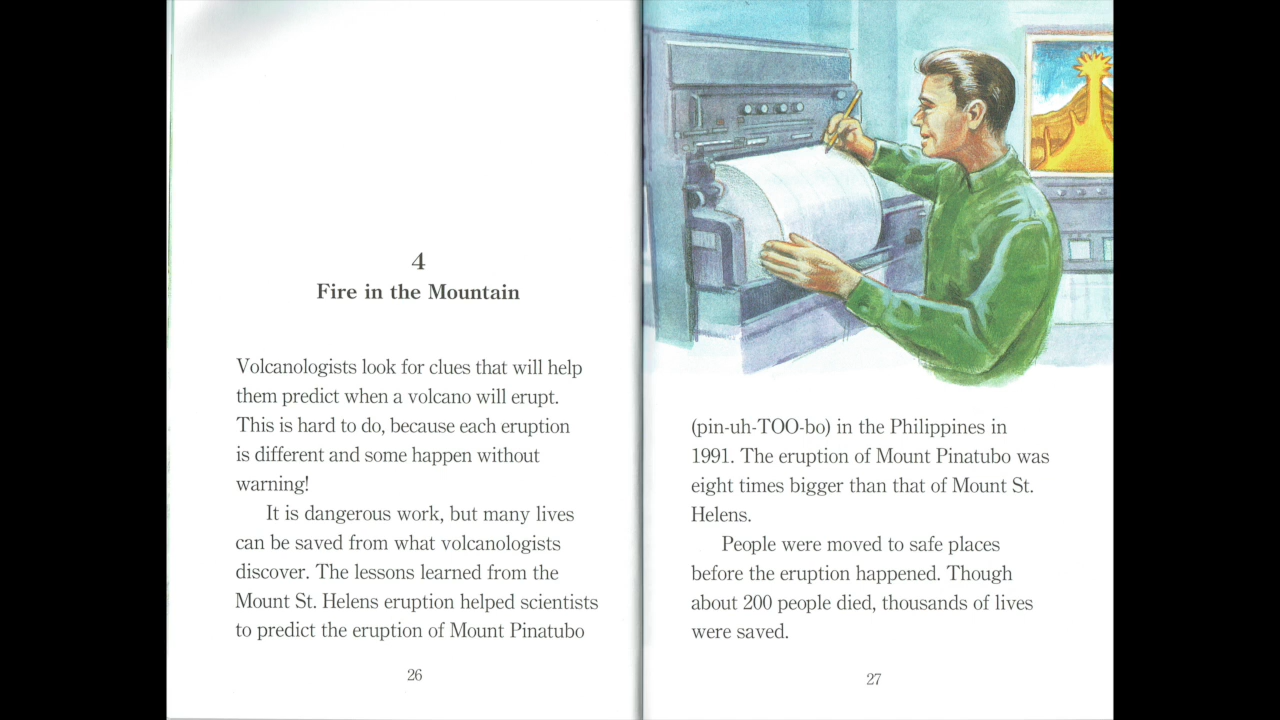 4
Fire in the Mountain
Volcanologists look for clues that will help
them predict when a volcano will erupt.
This is hard to do, because each eruption
is different and some happen without
warning!
It is dangerous work, but many lives
can be saved from what volcanologists
discover. The lessons learned from the
Mount St. Helens eruption helped scientists
to predict the eruption of Mount Pinatubo
26
(pin-uh-TOO-bo) in the Philippines in
1991. The eruption of Mount Pinatubo was
eight times bigger than that of Mount St.
Helens.
People were moved to safe places
before the eruption happened. Though
about 200 people died, thousands of lives
were saved.
27